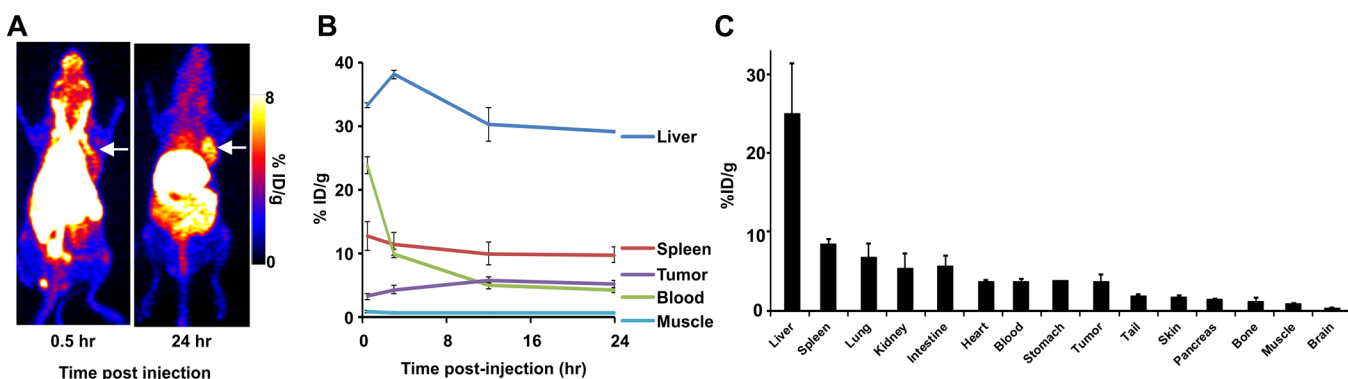 A
8
% ID/g
0
0.5 hr
24 hr
Time post injection
B
40
30
20
10
0
% ID/g
Liver
Spleen
Tumor
Blood
Muscle
0
8
16
24
Time post-injection (hr)
C
30
20
10
0
%ID/g
Liver
Spleen
Lung
Kidney
Intestine
Heart
Blood
Stomach
Tumor
Tail
Skin
Pancreas
Bone
Muscle
Brain